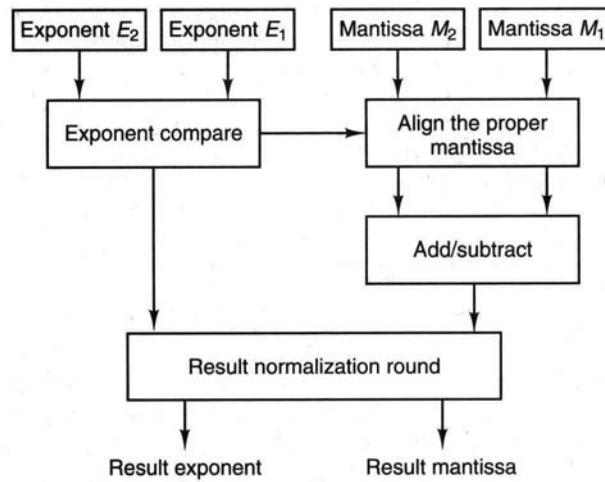 Exponent E2
Exponent E1
Mantissa M2
Mantissa M1
Exponent compare
Align the proper
mantissa
Add/subtract
Result normalization round
Result exponent
Result mantissa